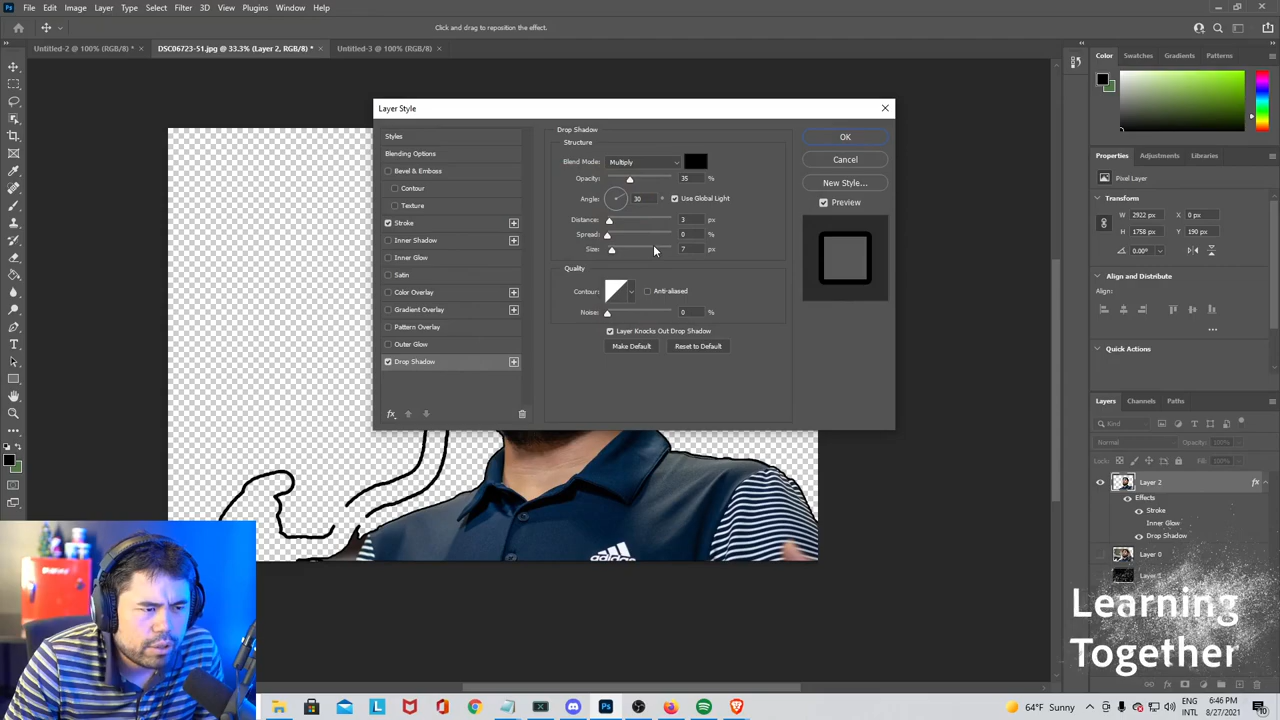 Ps File Edit Image Layer Type Select Filter 3D View Plugins Window Help
Click and drag to reposition the effect.
Untitled-2 @ 100% (RGB/8) * × DSC06723-51.jpg @ 33.3% (Layer 2, RGB/8) * × Untitled-3 @ 100% (RGB/8) ×
Color Swatches Gradients Patterns
Layer Style
Styles
Blending Options
Bevel & Emboss
Contour
Texture
Stroke
Inner Shadow
Inner Glow
Satin
Color Overlay
Gradient Overlay
Pattern Overlay
Outer Glow
Drop Shadow
fx
Drop Shadow
Structure
Blend Mode: Multiply
Opacity: 35 %
Angle: 30 ° Use Global Light
Distance: 3 px
Spread: 0 %
Size: 7 px
Quality
Contour: Anti-aliased
Noise: 0 %
Layer Knocks Out Drop Shadow
Make Default Reset to Default
OK
Cancel
New Style...
Preview
Properties Adjustments Libraries
Pixel Layer
Transform
W 2922 px X 0 px
H 1758 px Y 190 px
0.00°
Align and Distribute
Align:
...
Quick Actions
Layers Channels Paths
Kind
Normal Opacity: 100%
Lock: Fill: 100%
Layer 2 fx
Effects
Stroke
Inner Glow
Drop Shadow
Layer 0
adidas
Learning
Together
64°F Sunny
ENG
INTL
6:46 PM
8/27/2021